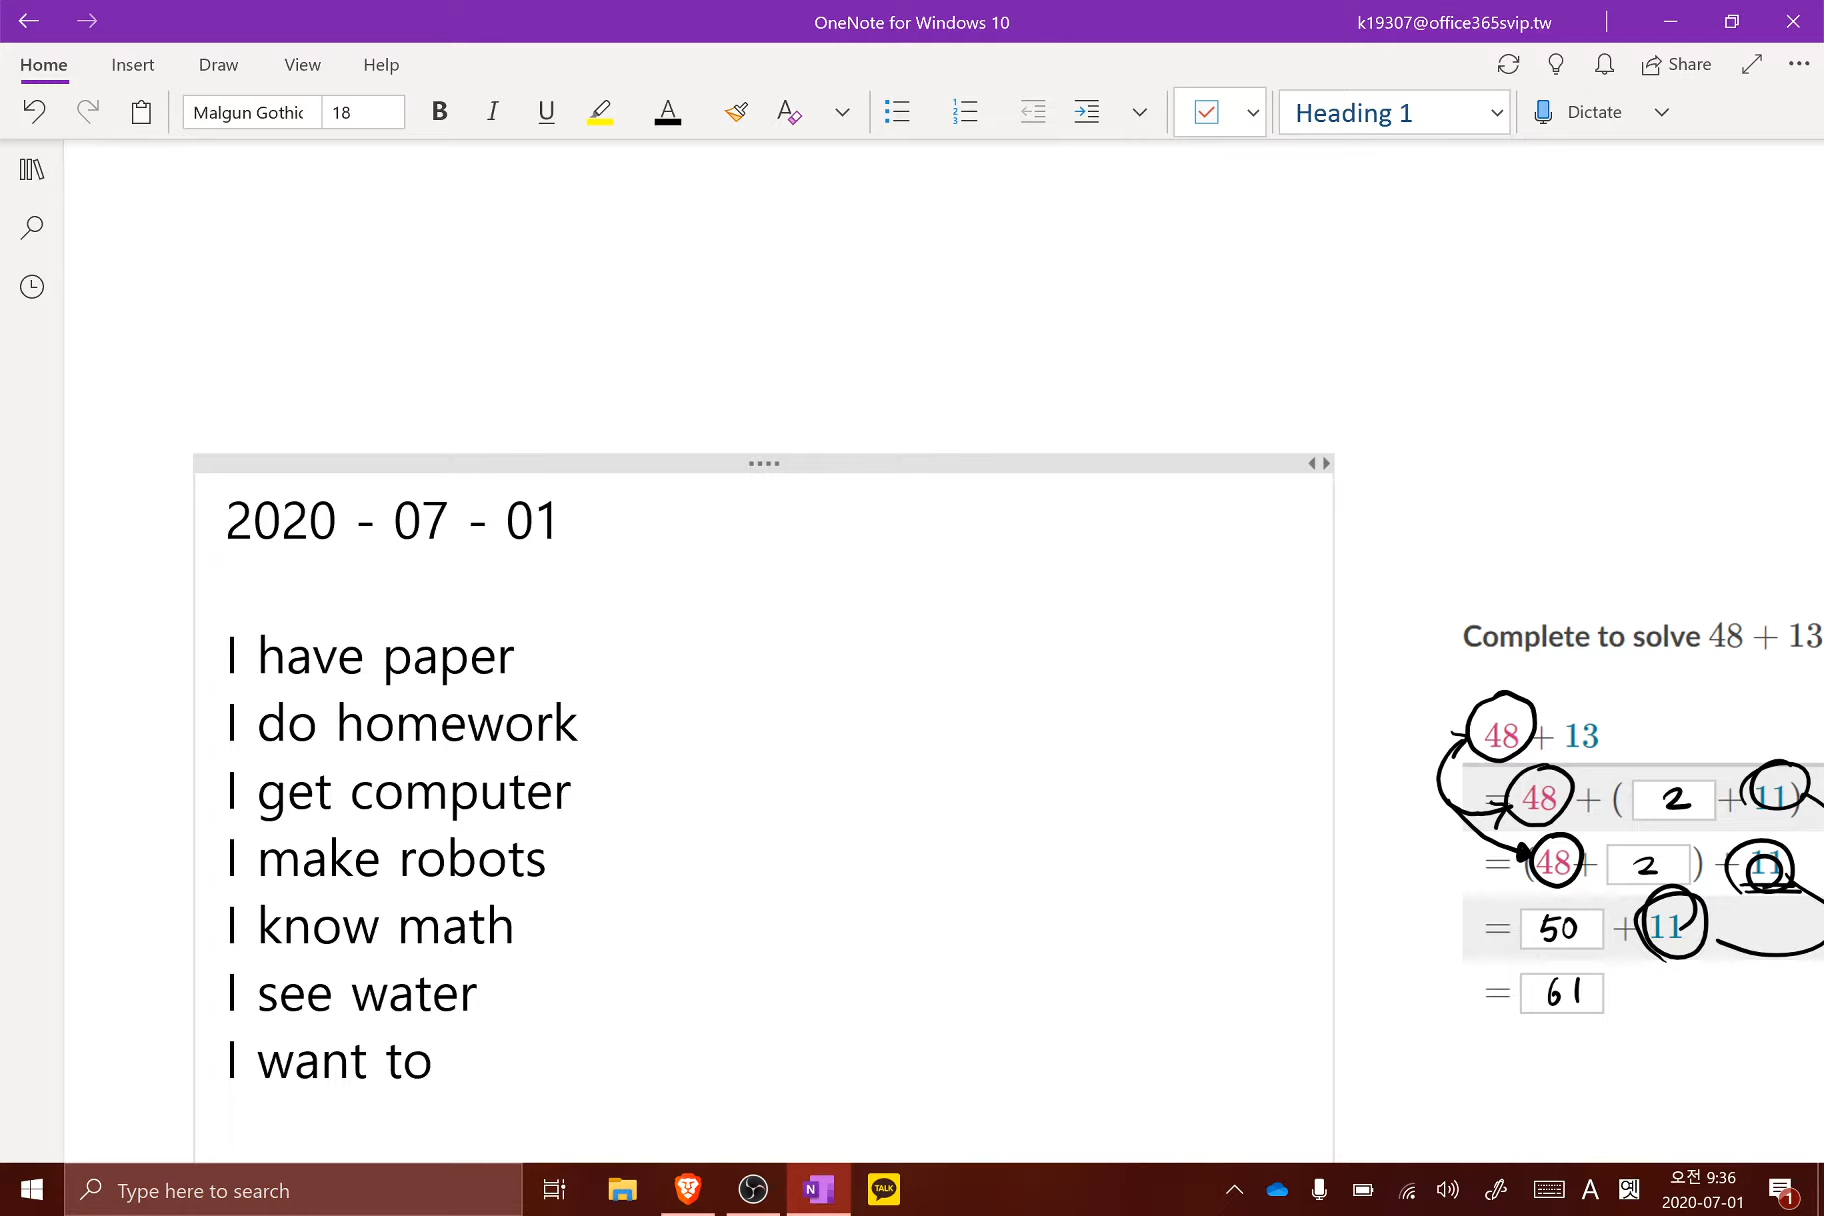 OneNote for Windows 10
k19307@office365svip.tw
Home Insert Draw View Help
Share
Malgun Gothic 18 B I U A A
Heading 1
Dictate
2020 - 07 - 01
I have paper
I do homework
I get computer
I make robots
I know math
I see water
I want to
Complete to solve 48 + 13
48 + 13
= 48 + ( 2 + 11 )
= ( 48 + 2 ) + 11
= 50 + 11
= 61
Type here to search
N
TALK
A
오전 9:36
2020-07-01
1